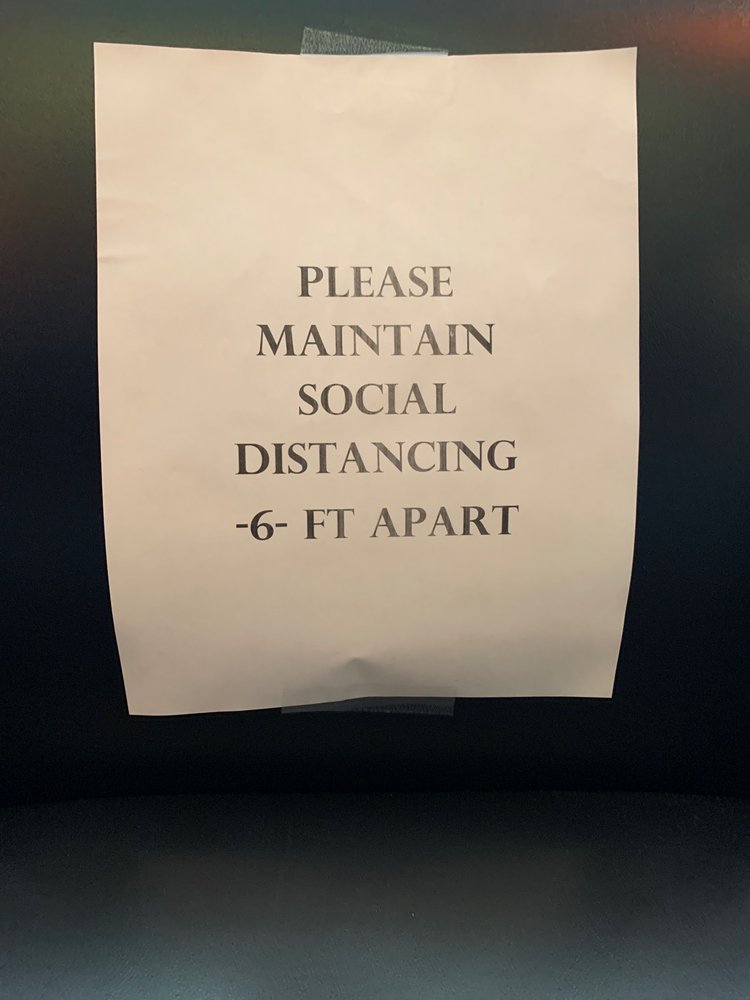 PLEASE
MAINTAIN
SOCIAL
DISTANCING
-6- FT APART